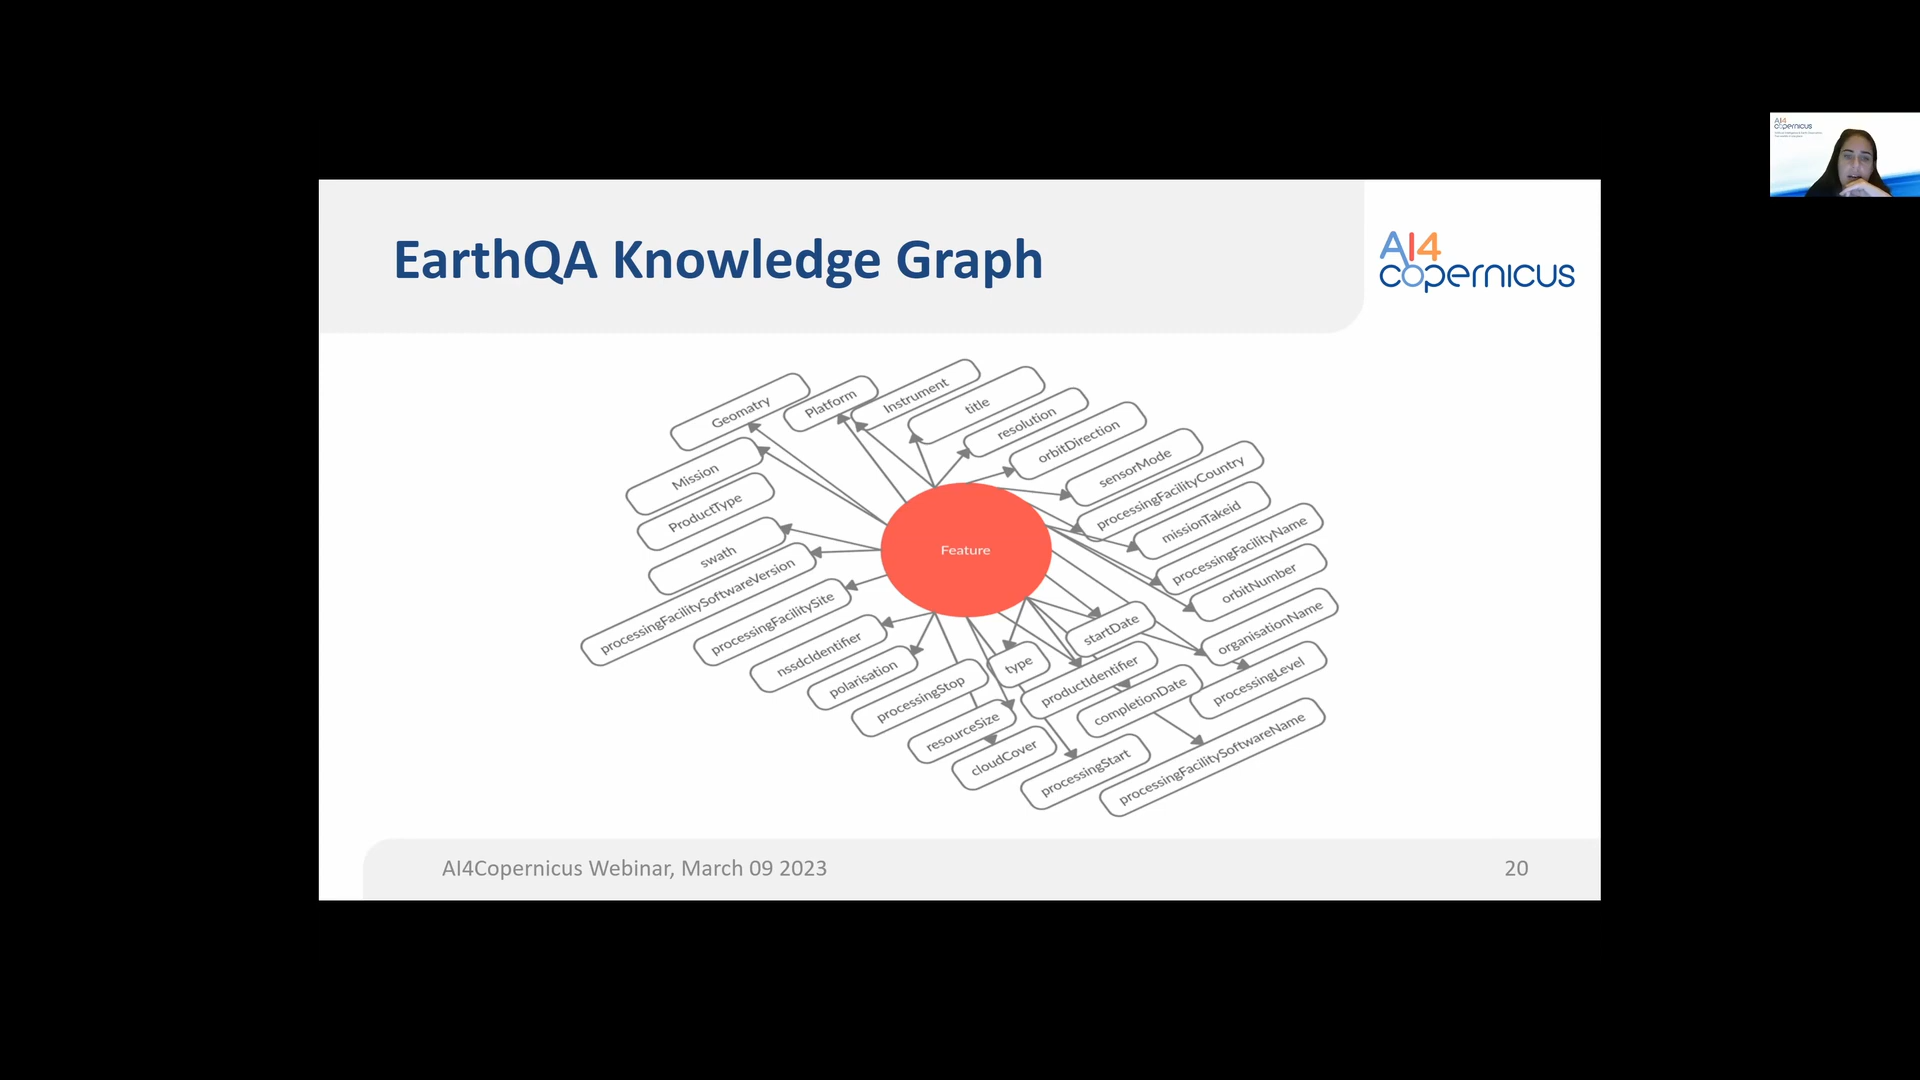 EarthQA Knowledge Graph
AI4
copernicus
AI4
copernicus
Geometry
Platform
Instrument
title
resolution
orbitDirection
sensorMode
processingFacilityCountry
missionTakeid
processingFacilityName
orbitNumber
organisationName
processingLevel
processingFacilitySoftwareName
Mission
ProductType
swath
processingFacilitySoftwareVersion
processingFacilitySite
nssdcIdentifier
polarisation
processingStop
resourceSize
cloudCover
processingStart
type
startDate
productIdentifier
completionDate
Feature
AI4Copernicus Webinar, March 09 2023
20